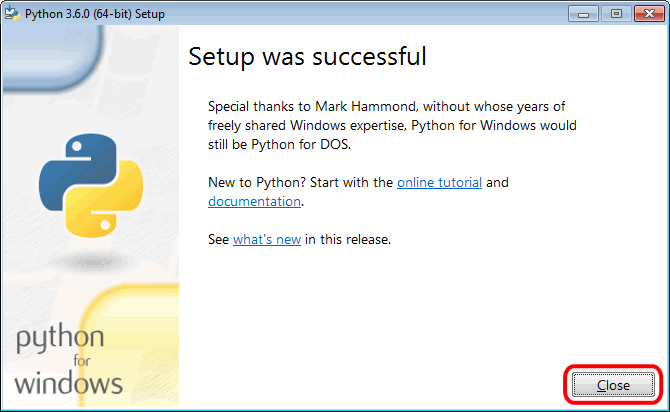 Python 3.6.0 (64-bit) Setup
Setup was successful
Special thanks to Mark Hammond, without whose years of
freely shared Windows expertise, Python for Windows would
still be Python for DOS.
New to Python? Start with the online tutorial and
documentation.
See what's new in this release.
python
for
windows
Close